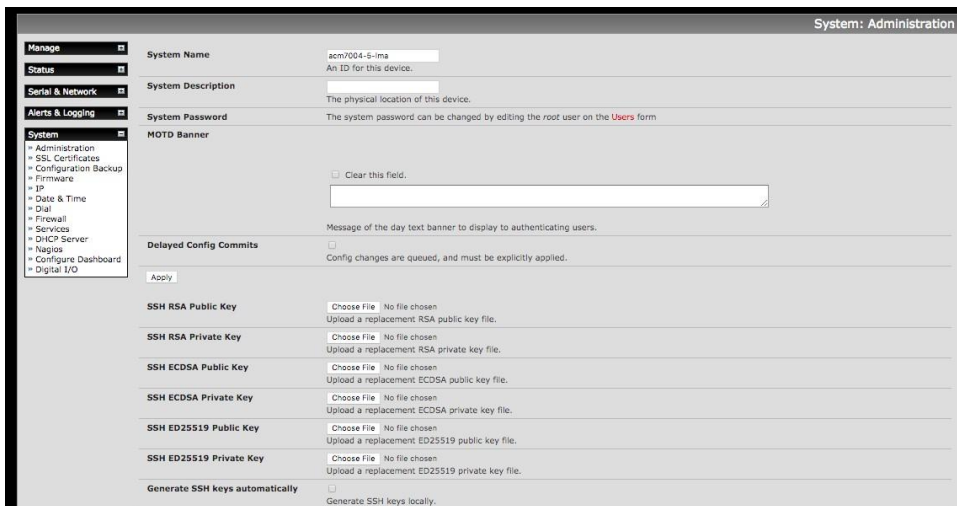 System: Administration
Manage
Status
Serial & Network
Alerts & Logging
System
» Administration
» SSL Certificates
» Configuration Backup
» Firmware
» IP
» Date & Time
» Dial
» Firewall
» Services
» DHCP Server
» Nagios
» Configure Dashboard
» Digital I/O
System Name
acm7004-5-lma
An ID for this device.
System Description
The physical location of this device.
System Password
The system password can be changed by editing the root user on the Users form
MOTD Banner
Clear this field.
Message of the day text banner to display to authenticating users.
Delayed Config Commits
Config changes are queued, and must be explicitly applied.
Apply
SSH RSA Public Key
Choose File No file chosen
Upload a replacement RSA public key file.
SSH RSA Private Key
Choose File No file chosen
Upload a replacement RSA private key file.
SSH ECDSA Public Key
Choose File No file chosen
Upload a replacement ECDSA public key file.
SSH ECDSA Private Key
Choose File No file chosen
Upload a replacement ECDSA private key file.
SSH ED25519 Public Key
Choose File No file chosen
Upload a replacement ED25519 public key file.
SSH ED25519 Private Key
Choose File No file chosen
Upload a replacement ED25519 private key file.
Generate SSH keys automatically
Generate SSH keys locally.